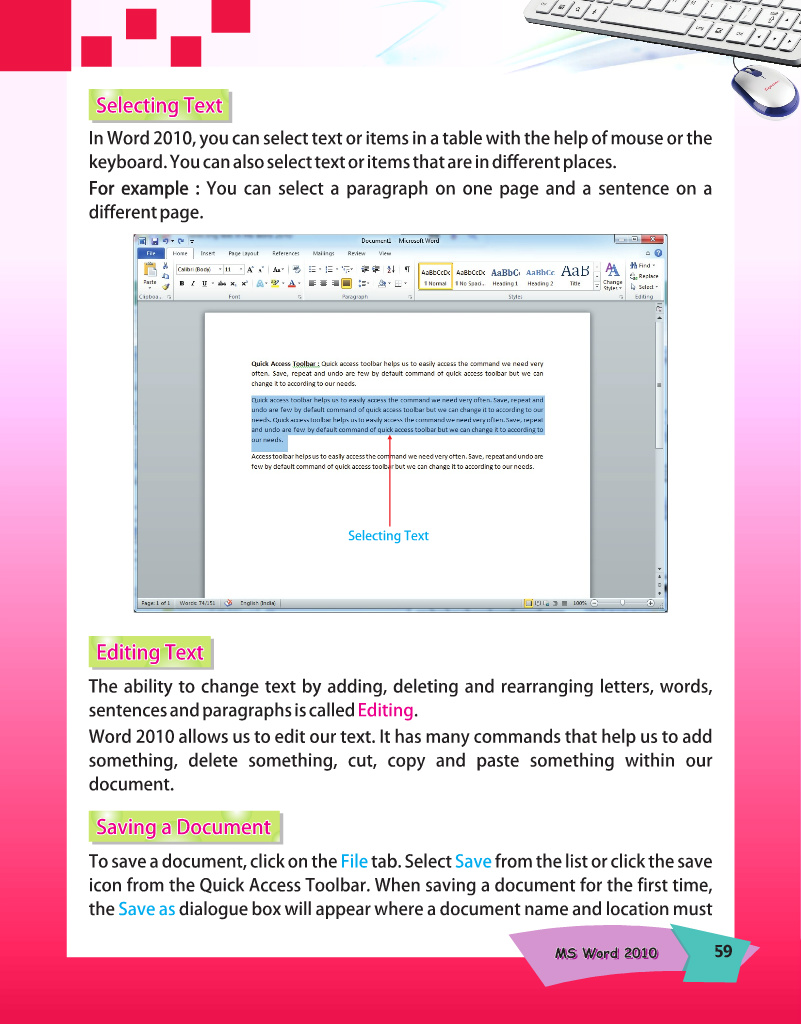 Selecting Text
In Word 2010, you can select text or items in a table with the help of mouse or the
keyboard. You can also select text or items that are in different places.
For example : You can select a paragraph on one page and a sentence on a
different page.
Document1 - Microsoft Word
File Home Insert Page Layout References Mailings Review View
Calibri (Body) 11
AaBbCcDc AaBbCcDc AaBbC AaBbCc AaB
Find
Paste
Replace
¶ Normal ¶ No Spaci... Heading 1 Heading 2 Title Change Styles
Select
Clipboa... Font Paragraph Styles Editing
Quick Access Toolbar : Quick access toolbar helps us to easily access the command we need very
often. Save, repeat and undo are few by default command of quick access toolbar but we can
change it to according to our needs.
Quick access toolbar helps us to easily access the command we need very often. Save, repeat and
undo are few by default command of quick access toolbar but we can change it to according to our
needs. Quick access toolbar helps us to easily access the command we need very often. Save, repeat
and undo are few by default command of quick access toolbar but we can change it to according to
our needs.
Access toolbar helps us to easily access the command we need very often. Save, repeat and undo are
few by default command of quick access toolbar but we can change it to according to our needs.
Selecting Text
Page: 1 of 1 Words: 74/151 English (India) 100%
Editing Text
The ability to change text by adding, deleting and rearranging letters, words,
sentences and paragraphs is called Editing.
Word 2010 allows us to edit our text. It has many commands that help us to add
something, delete something, cut, copy and paste something within our
document.
Saving a Document
To save a document, click on the File tab. Select Save from the list or click the save
icon from the Quick Access Toolbar. When saving a document for the first time,
the Save as dialogue box will appear where a document name and location must
MS Word 2010 59